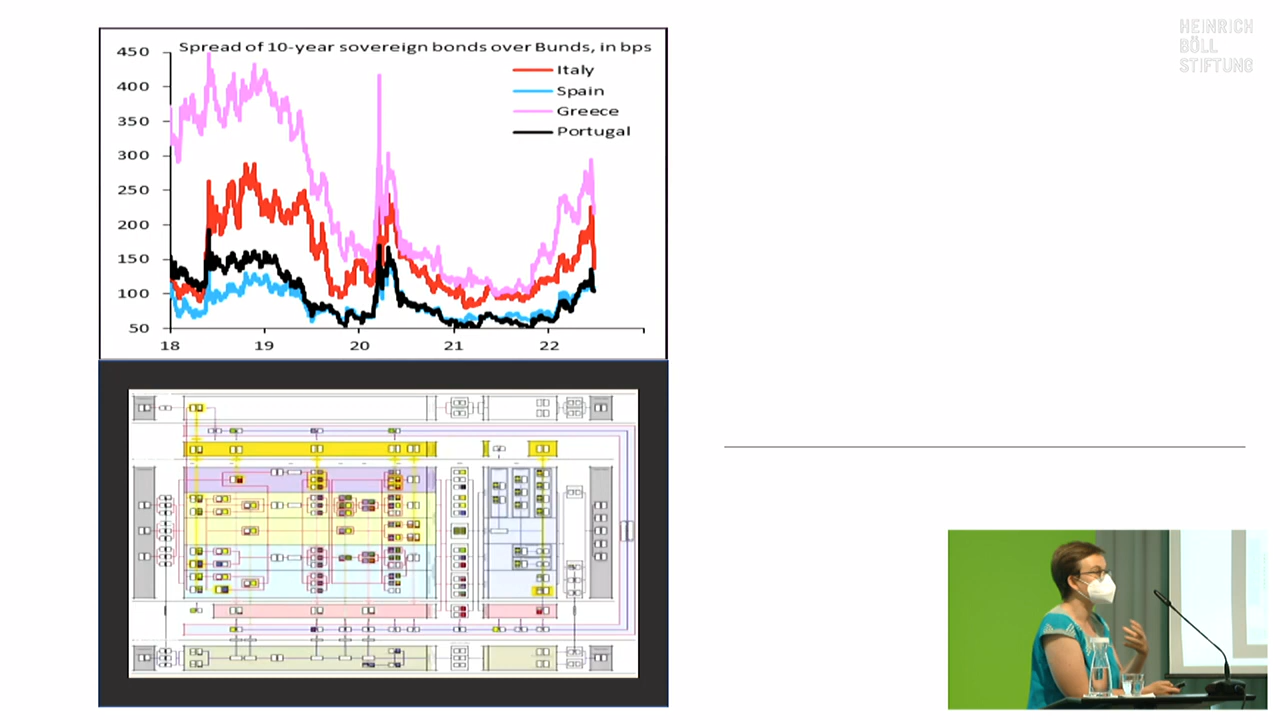 HEINRICH
BÖLL
STIFTUNG
Spread of 10-year sovereign bonds over Bunds, in bps
450
400
350
300
250
200
150
100
50
Italy
Spain
Greece
Portugal
18
19
20
21
22